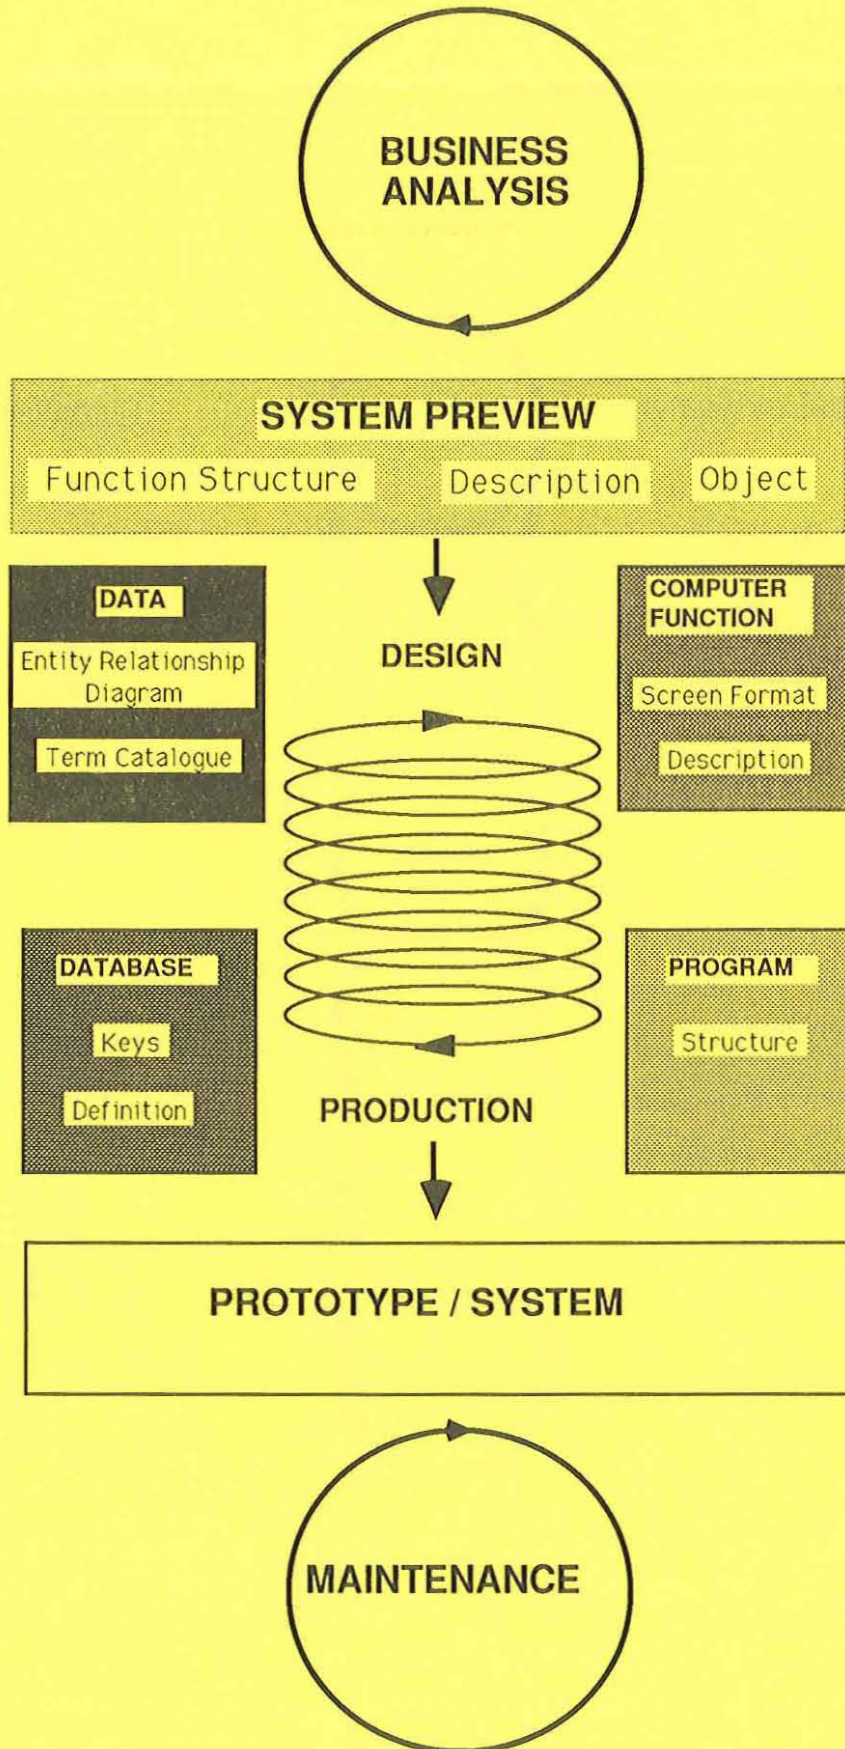 BUSINESS
ANALYSIS
SYSTEM PREVIEW
Function Structure
Description
Object
DATA
Entity Relationship
Diagram
Term Catalogue
COMPUTER
FUNCTION
Screen Format
Description
DESIGN
DATABASE
Keys
Definition
PROGRAM
Structure
PRODUCTION
PROTOTYPE / SYSTEM
MAINTENANCE